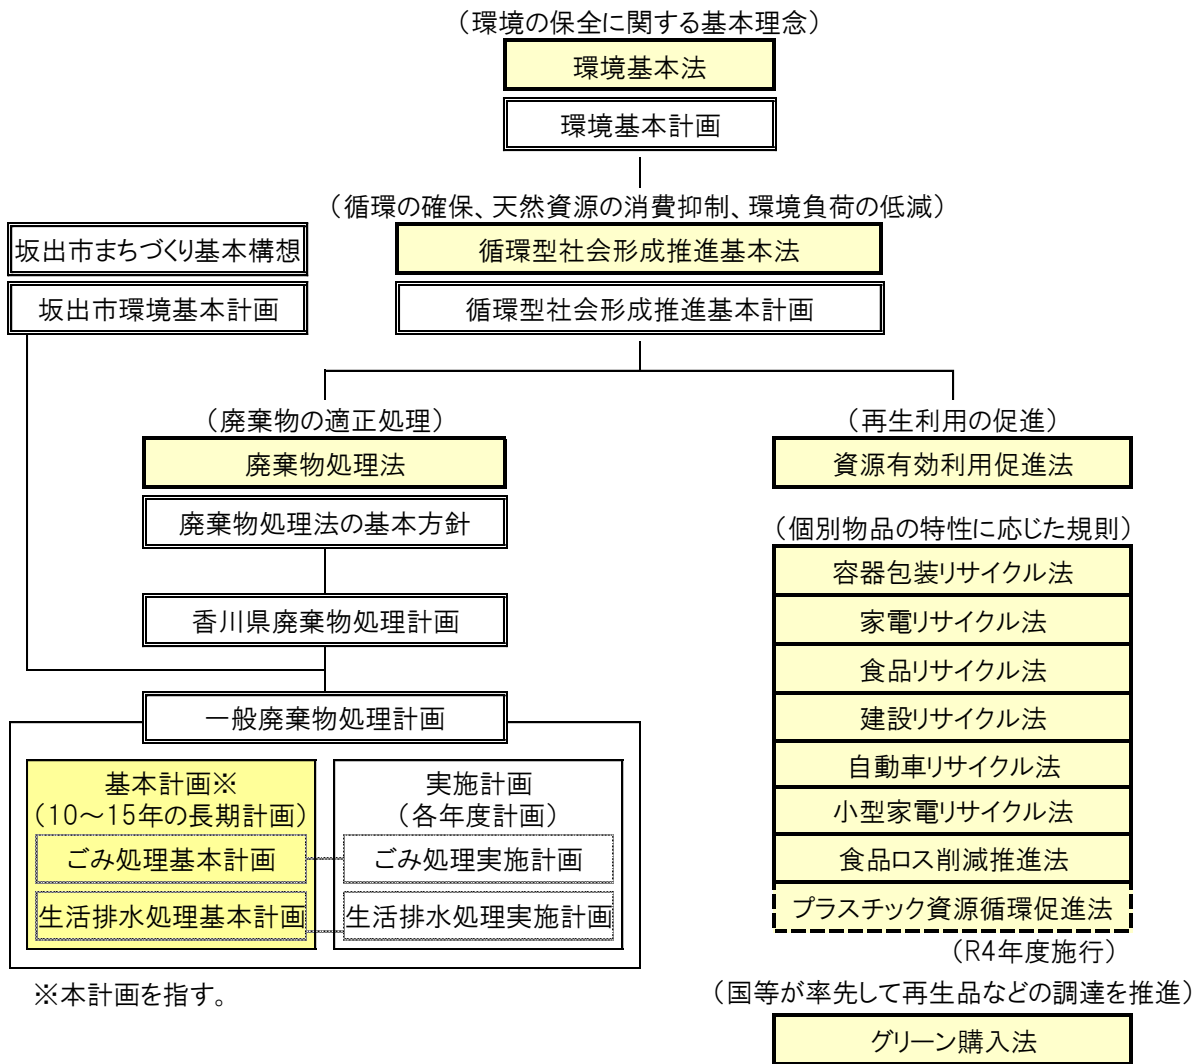 （環境の保全に関する基本理念）
環境基本法
環境基本計画
（循環の確保、天然資源の消費抑制、環境負荷の低減）
坂出市まちづくり基本構想
循環型社会形成推進基本法
坂出市環境基本計画
循環型社会形成推進基本計画
（廃棄物の適正処理）
廃棄物処理法
廃棄物処理法の基本方針
香川県廃棄物処理計画
一般廃棄物処理計画
基本計画※
（10～15年の長期計画）
ごみ処理基本計画
生活排水処理基本計画
実施計画
（各年度計画）
ごみ処理実施計画
生活排水処理実施計画
※本計画を指す。
（再生利用の促進）
資源有効利用促進法
（個別物品の特性に応じた規則）
容器包装リサイクル法
家電リサイクル法
食品リサイクル法
建設リサイクル法
自動車リサイクル法
小型家電リサイクル法
食品ロス削減推進法
プラスチック資源循環促進法
（R4年度施行）
（国等が率先して再生品などの調達を推進）
グリーン購入法